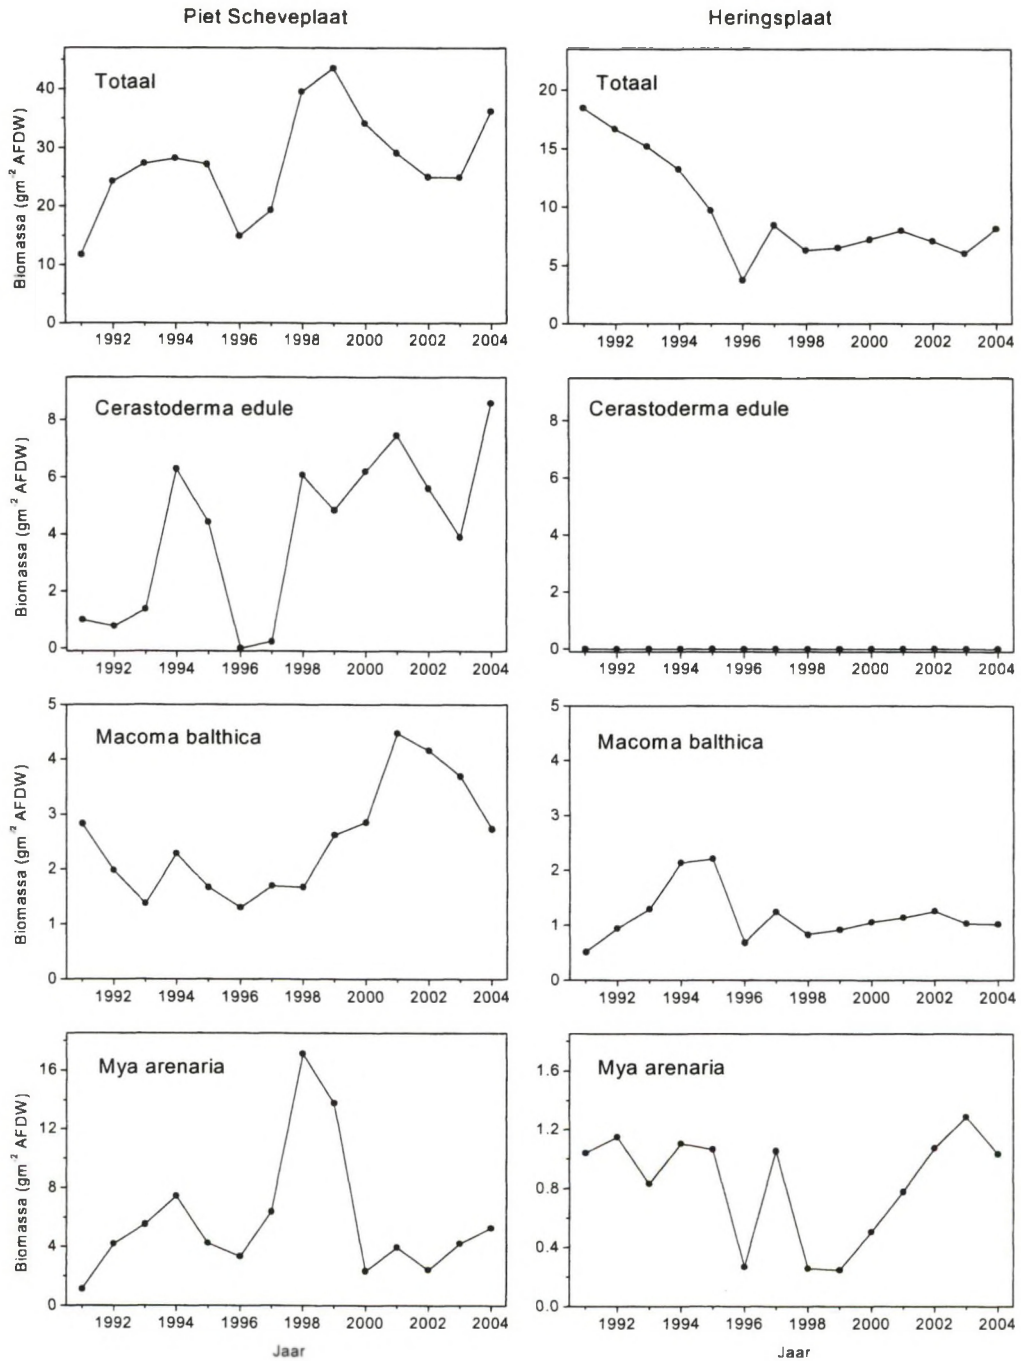 Piet Scheveplaat
Heringsplaat
Totaal
Biomassa (gm-2 AFDW)
40
30
20
10
0
1992 1994 1996 1998 2000 2002 2004
Totaal
20
15
10
5
0
1992 1994 1996 1998 2000 2002 2004
Cerastoderma edule
Biomassa (gm-2 AFDW)
8
6
4
2
0
1992 1994 1996 1998 2000 2002 2004
Cerastoderma edule
8
6
4
2
0
1992 1994 1996 1998 2000 2002 2004
Macoma balthica
Biomassa (gm-2 AFDW)
5
4
3
2
1
0
1992 1994 1996 1998 2000 2002 2004
Macoma balthica
5
4
3
2
1
0
1992 1994 1996 1998 2000 2002 2004
Mya arenaria
Biomassa (gm-2 AFDW)
16
12
8
4
0
1992 1994 1996 1998 2000 2002 2004
Jaar
Mya arenaria
1.6
1.2
0.8
0.4
0.0
1992 1994 1996 1998 2000 2002 2004
Jaar